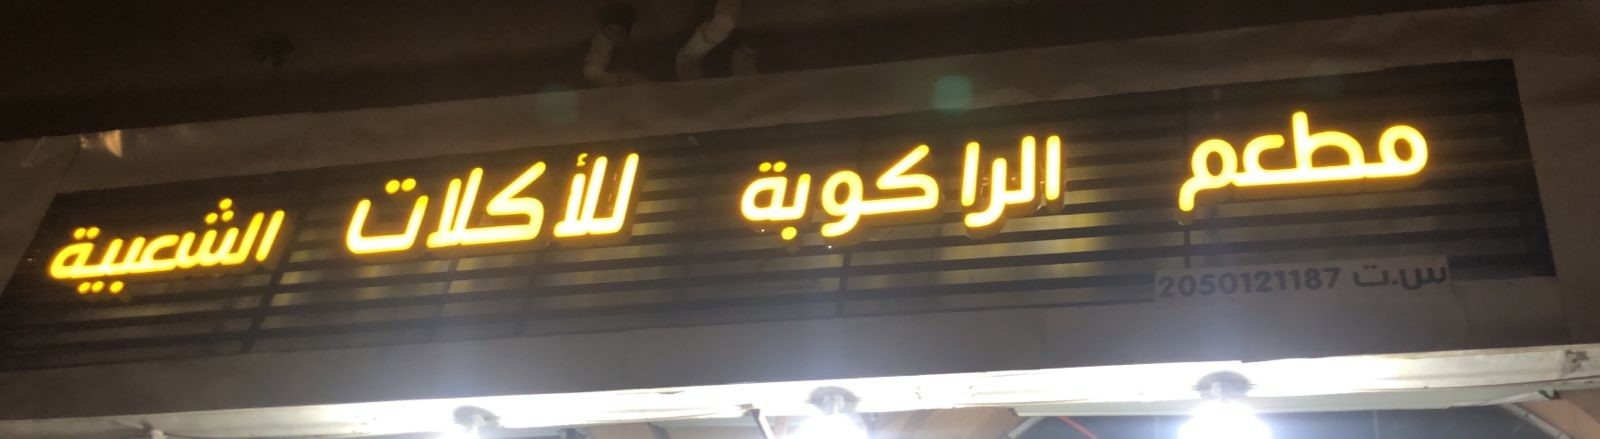 مطعم الراكوبة للأكلات الشعبية
س.ت 2050121187